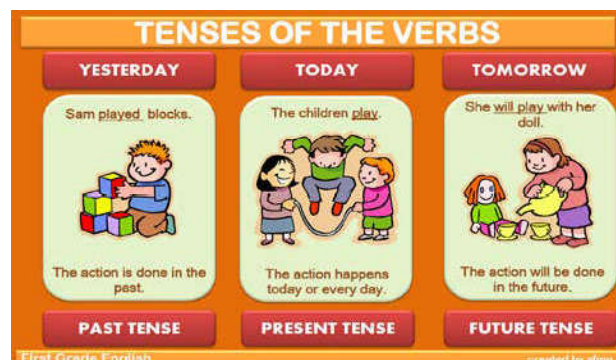 TENSES OF THE VERBS
YESTERDAY
TODAY
TOMORROW
Sam played blocks.
The children play.
She will play with her
doll.
The action is done in the
past.
The action happens
today or every day.
The action will be done
in the future.
PAST TENSE
PRESENT TENSE
FUTURE TENSE
First Grade English
created by